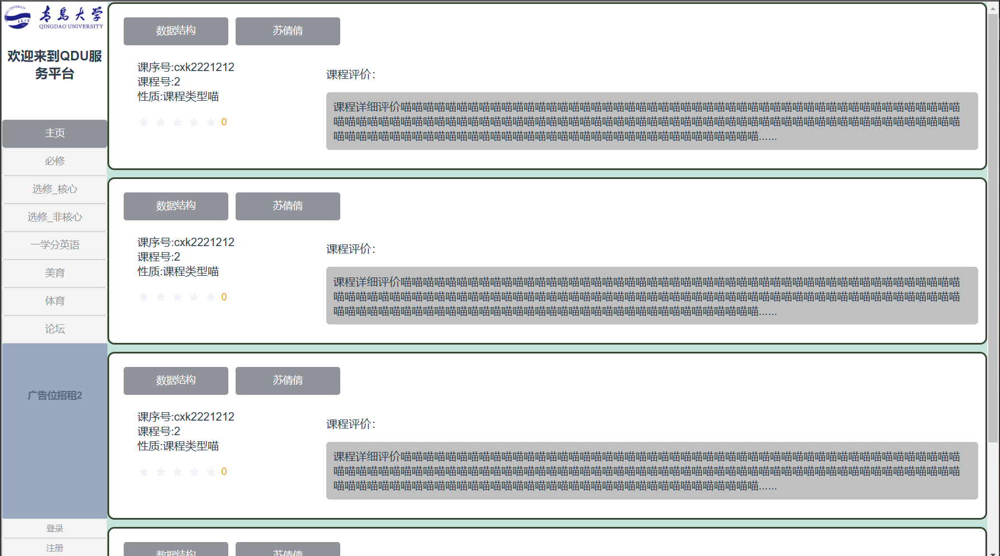 青島大学
QINGDAO UNIVERSITY
欢迎来到QDU服
务平台
主页
必修
选修_核心
选修_非核心
一学分英语
美育
体育
论坛
广告位招租2
登录
注册
数据结构
苏倩倩
课序号:cxk2221212
课程号:2
性质:课程类型喵
0
课程评价：
课程详细评价喵喵喵喵喵喵喵喵喵喵喵喵喵喵喵喵喵喵喵喵喵喵喵喵喵喵喵喵喵喵喵喵喵喵喵喵喵喵喵喵喵喵喵喵喵喵喵喵喵喵
喵喵喵喵喵喵喵喵喵喵喵喵喵喵喵喵喵喵喵喵喵喵喵喵喵喵喵喵喵喵喵喵喵喵喵喵喵喵喵喵喵喵喵喵喵喵喵喵喵喵喵喵喵喵喵喵
喵喵喵喵喵喵喵喵喵喵喵喵喵喵喵喵喵喵喵喵喵喵喵喵喵喵喵喵喵喵喵喵喵喵喵喵喵喵......
数据结构
苏倩倩
课序号:cxk2221212
课程号:2
性质:课程类型喵
0
课程评价：
课程详细评价喵喵喵喵喵喵喵喵喵喵喵喵喵喵喵喵喵喵喵喵喵喵喵喵喵喵喵喵喵喵喵喵喵喵喵喵喵喵喵喵喵喵喵喵喵喵喵喵喵喵
喵喵喵喵喵喵喵喵喵喵喵喵喵喵喵喵喵喵喵喵喵喵喵喵喵喵喵喵喵喵喵喵喵喵喵喵喵喵喵喵喵喵喵喵喵喵喵喵喵喵喵喵喵喵喵喵
喵喵喵喵喵喵喵喵喵喵喵喵喵喵喵喵喵喵喵喵喵喵喵喵喵喵喵喵喵喵喵喵喵喵喵喵喵喵......
数据结构
苏倩倩
课序号:cxk2221212
课程号:2
性质:课程类型喵
0
课程评价：
课程详细评价喵喵喵喵喵喵喵喵喵喵喵喵喵喵喵喵喵喵喵喵喵喵喵喵喵喵喵喵喵喵喵喵喵喵喵喵喵喵喵喵喵喵喵喵喵喵喵喵喵喵
喵喵喵喵喵喵喵喵喵喵喵喵喵喵喵喵喵喵喵喵喵喵喵喵喵喵喵喵喵喵喵喵喵喵喵喵喵喵喵喵喵喵喵喵喵喵喵喵喵喵喵喵喵喵喵喵
喵喵喵喵喵喵喵喵喵喵喵喵喵喵喵喵喵喵喵喵喵喵喵喵喵喵喵喵喵喵喵喵喵喵喵喵喵喵......
数据结构
苏倩倩